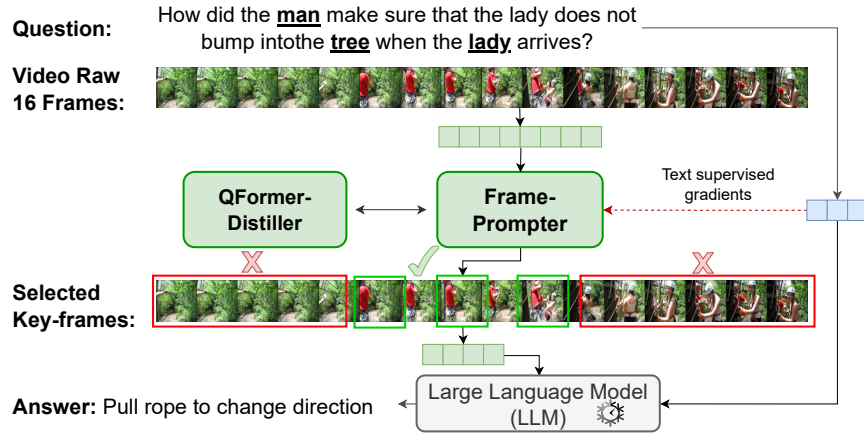 Question:
How did the man make sure that the lady does not
bump intothe tree when the lady arrives?
Video Raw
16 Frames:
QFormer-
Distiller
Frame-
Prompter
Text supervised
gradients
X
X
Selected
Key-frames:
Large Language Model
(LLM)
Answer: Pull rope to change direction